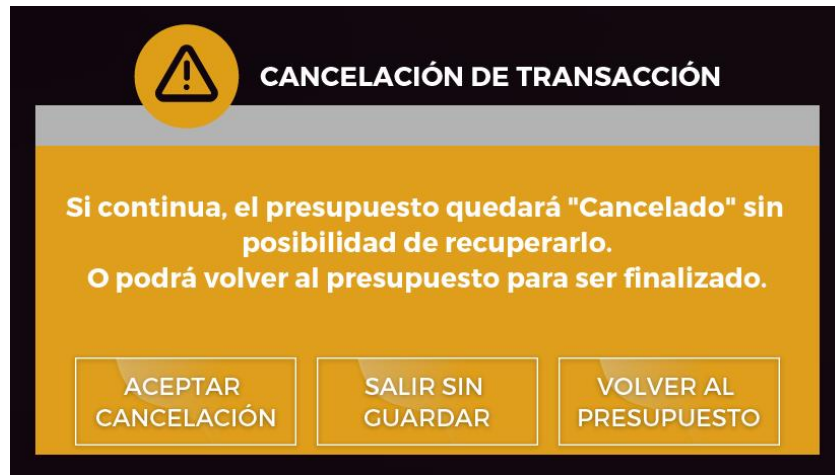 CANCELACIÓN DE TRANSACCIÓN
Si continua, el presupuesto quedará "Cancelado" sin
posibilidad de recuperarlo.
O podrá volver al presupuesto para ser finalizado.
ACEPTAR
CANCELACIÓN
SALIR SIN
GUARDAR
VOLVER AL
PRESUPUESTO